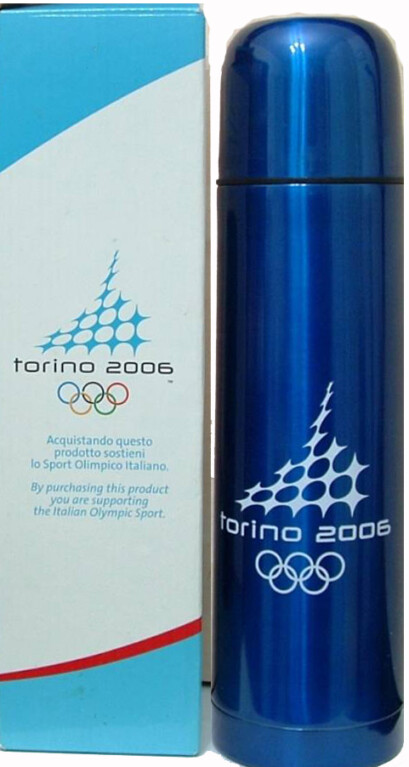 torino 2006
™
Acquistando questo
prodotto sostieni
lo Sport Olimpico Italiano.
By purchasing this product
you are supporting
the Italian Olympic Sport.
torino 2006